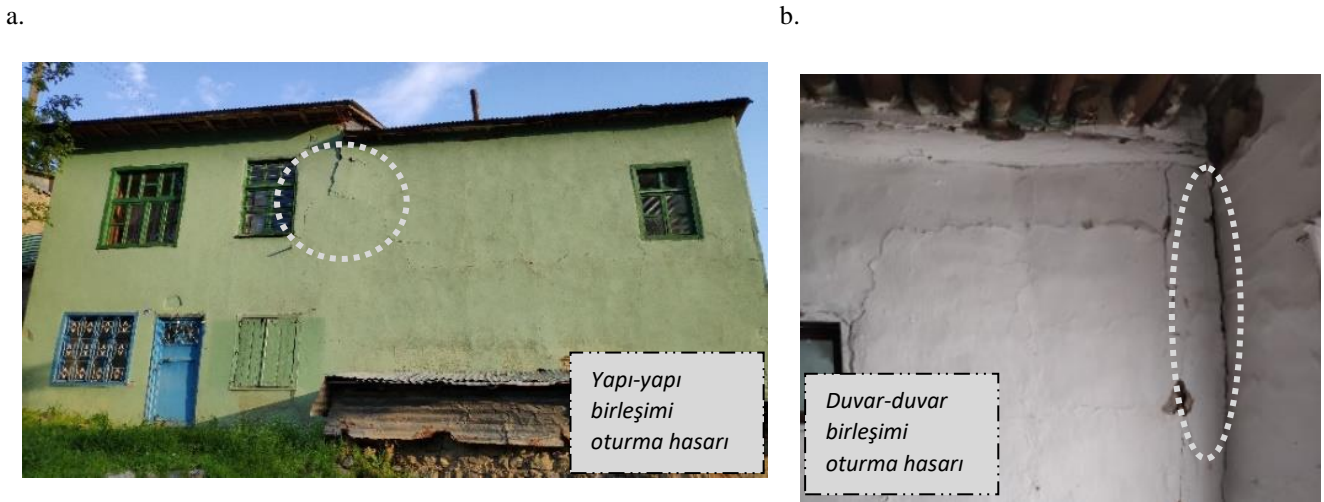 a.
b.
Yapı-yapı
birleşimi
oturma hasarı
Duvar-duvar
birleşimi
oturma hasarı